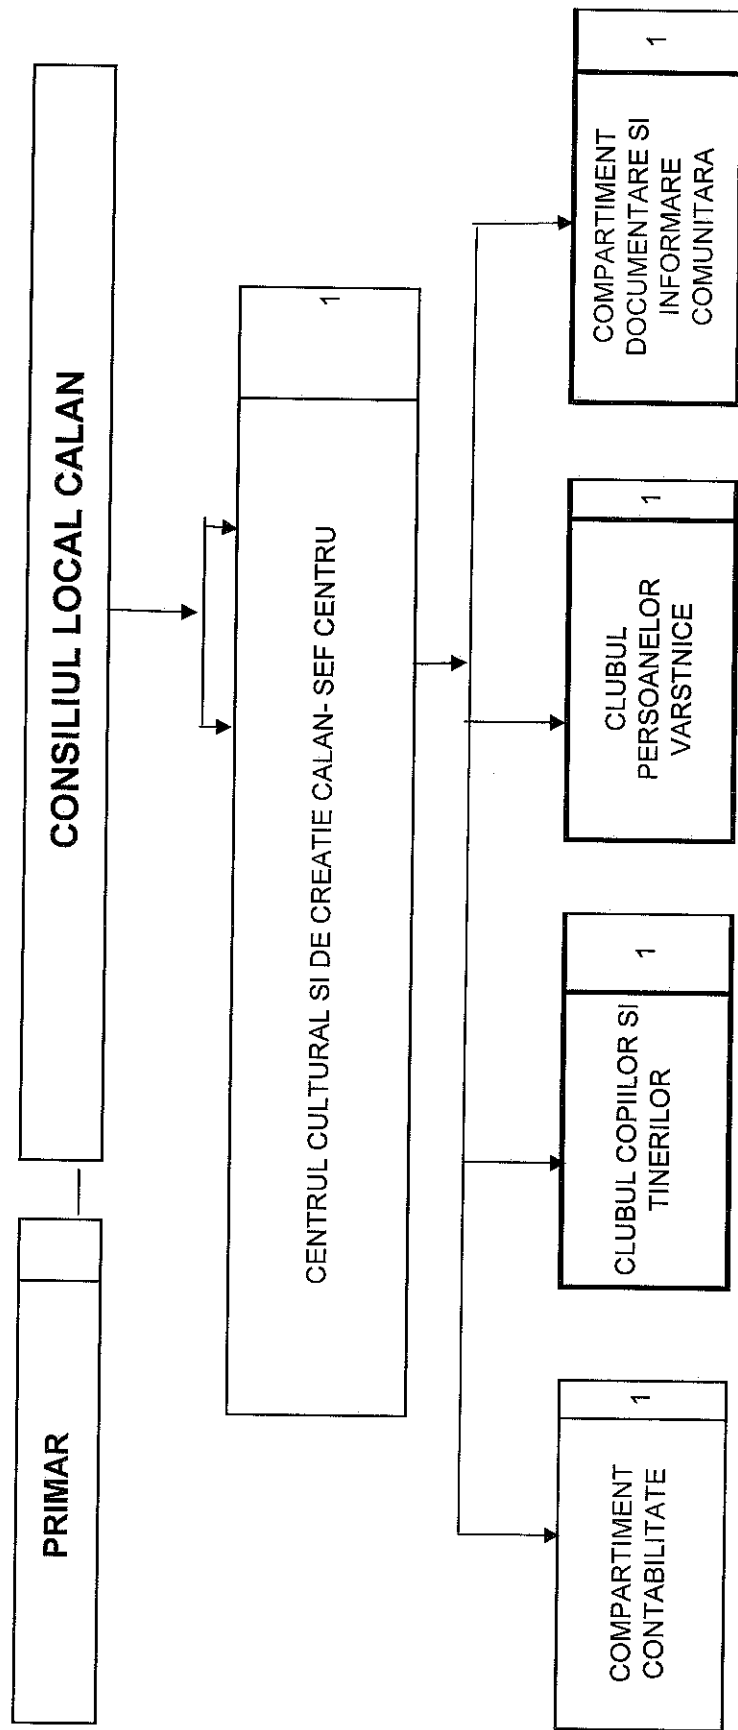 PRIMAR
CONSILIUL LOCAL CALAN
CENTRUL CULTURAL SI DE CREATIE CALAN- SEF CENTRU
1
COMPARTIMENT
CONTABILITATE
1
CLUBUL COPIILOR SI
TINERILOR
1
CLUBUL
PERSOANELOR
VARSTNICE
1
COMPARTIMENT
DOCUMENTARE SI
INFORMARE
COMUNITARA
1